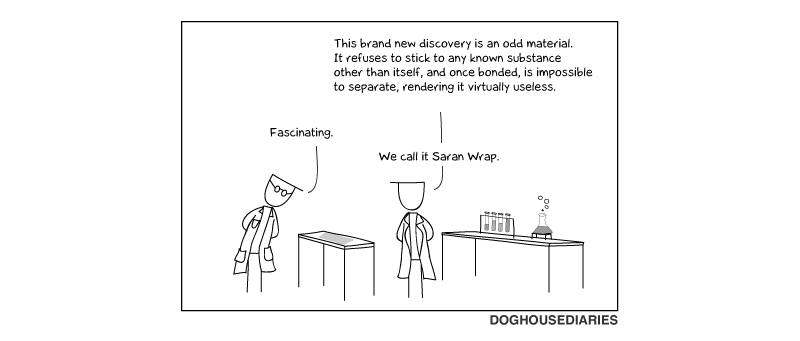 This brand new discovery is an odd material.
It refuses to stick to any known substance
other than itself, and once bonded, is impossible
to separate, rendering it virtually useless.
Fascinating.
We call it Saran Wrap.
DOGHOUSEDIARIES